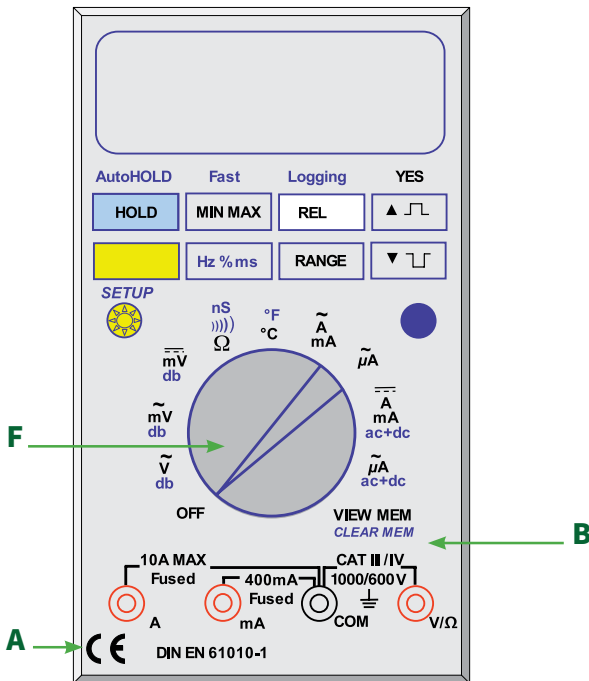 AutoHOLD Fast Logging YES
HOLD MIN MAX REL ▲
Hz % ms RANGE ▼
SETUP
nS
Ω
°F
°C
~
A
mA
~
µA
mV
db
A
mA
ac+dc
~
mV
db
F
~
V
db
~
µA
ac+dc
OFF
VIEW MEM
CLEAR MEM
B
10A MAX
Fused
400mA
Fused
CAT III / IV
1000/600 V
A mA COM V/Ω
A
CE DIN EN 61010-1